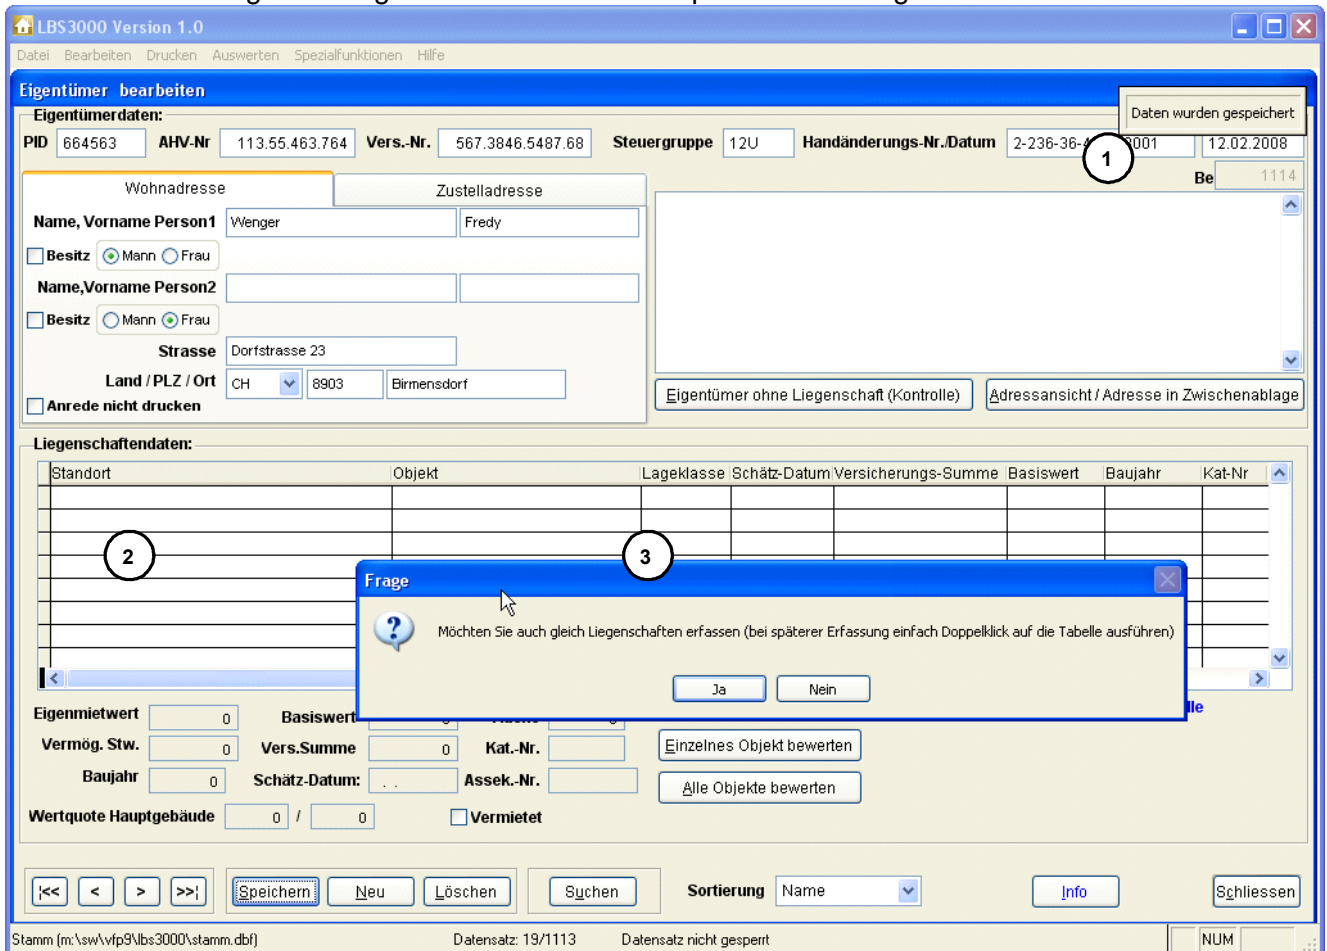 LBS3000 Version 1.0
Datei Bearbeiten Drucken Auswerten Spezialfunktionen Hilfe
Eigentümer bearbeiten
Daten wurden gespeichert
Eigentümerdaten:
PID 664563 AHV-Nr 113.55.463.764 Vers.-Nr. 567.3846.5487.68 Steuergruppe 12U Handänderungs-Nr./Datum 2-236-36-4 2001 12.02.2008
1
Be 1114
Wohnadresse Zustelladresse
Name, Vorname Person1 Wenger Fredy
Besitz Mann Frau
Name,Vorname Person2
Besitz Mann Frau
Strasse Dorfstrasse 23
Land / PLZ / Ort CH 8903 Birmensdorf
Anrede nicht drucken
Eigentümer ohne Liegenschaft (Kontrolle) Adressansicht / Adresse in Zwischenablage
Liegenschaftendaten:
Standort Objekt Lageklasse Schätz-Datum Versicherungs-Summe Basiswert Baujahr Kat-Nr
2 3
Frage
Möchten Sie auch gleich Liegenschaften erfassen (bei späterer Erfassung einfach Doppelklick auf die Tabelle ausführen)
Ja Nein
Eigenmietwert 0 Basiswert lle
Vermög. Stw. 0 Vers.Summe 0 Kat.-Nr. Einzelnes Objekt bewerten
Baujahr 0 Schätz-Datum: . . Assek.-Nr. Alle Objekte bewerten
Wertquote Hauptgebäude 0 / 0 Vermietet
|<< < > >>| Speichern Neu Löschen Suchen Sortierung Name Info Schliessen
Stamm (m:\sw\vfp9\lbs3000\stamm.dbf) Datensatz: 19/1113 Datensatz nicht gesperrt NUM